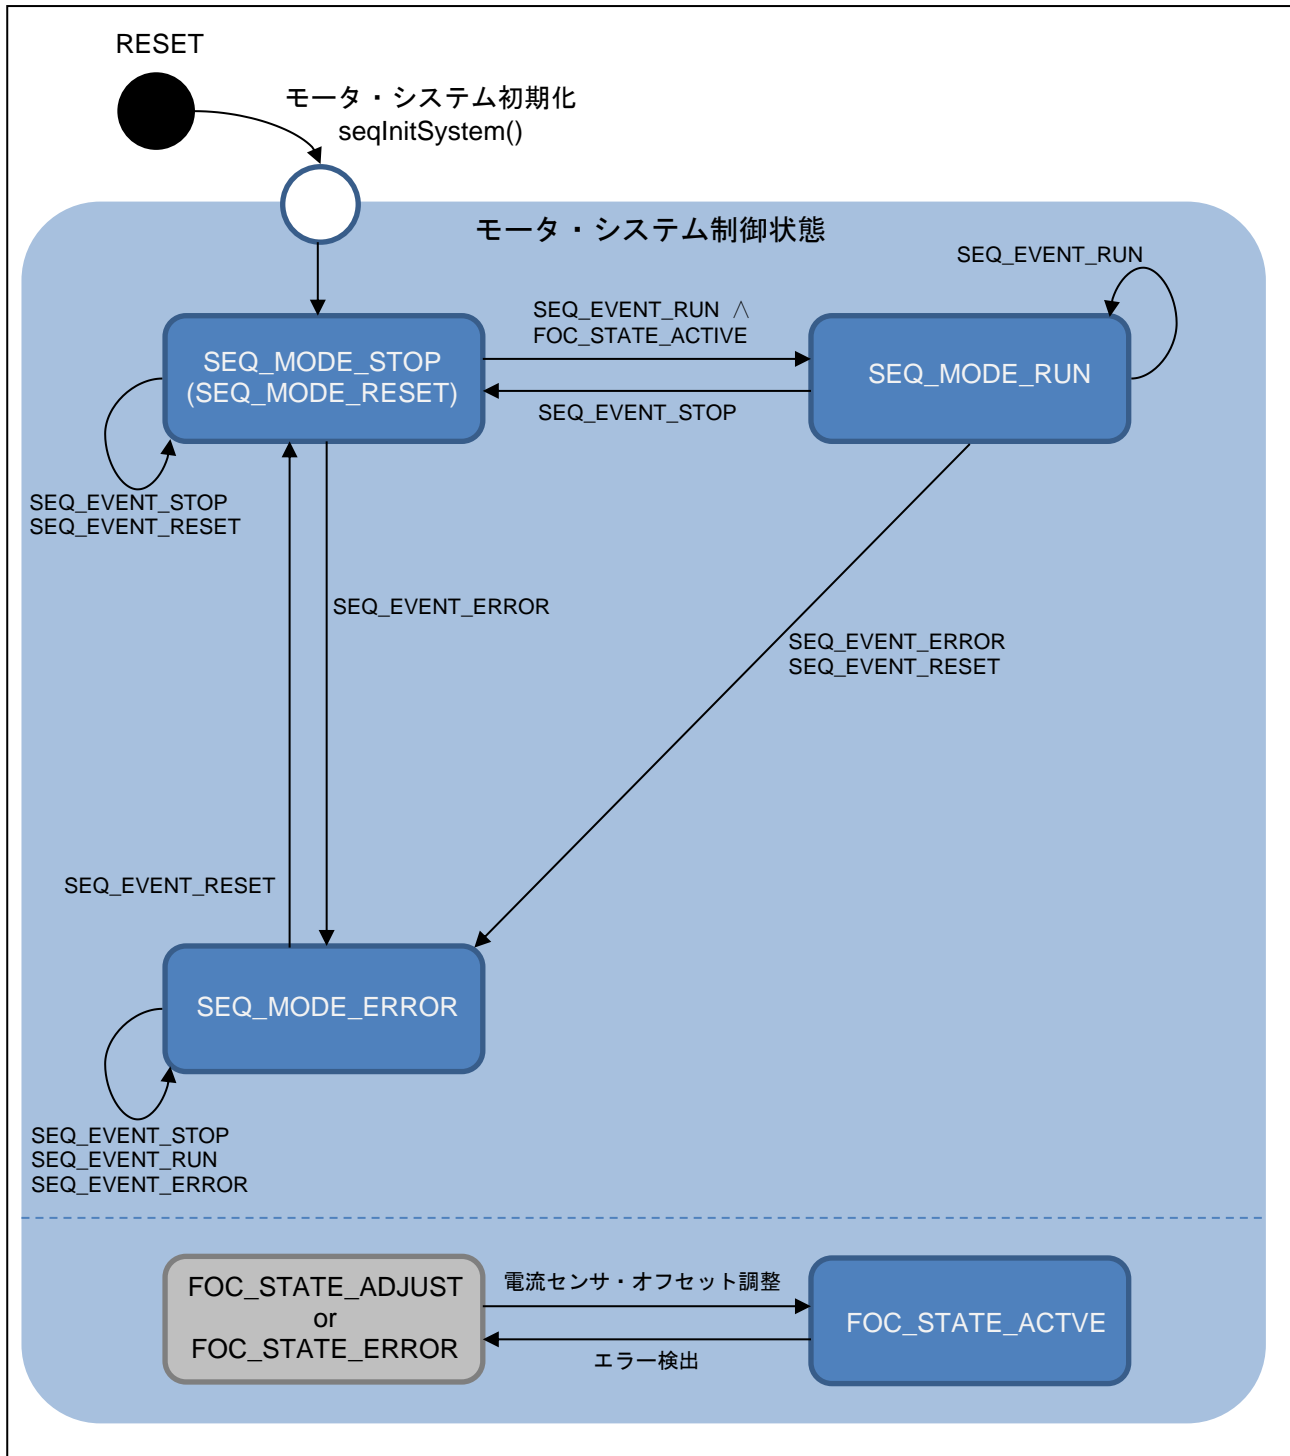 RESET
モータ・システム初期化
seqInitSystem()
モータ・システム制御状態
SEQ_EVENT_RUN
SEQ_EVENT_RUN ∧
FOC_STATE_ACTIVE
SEQ_MODE_STOP
(SEQ_MODE_RESET)
SEQ_MODE_RUN
SEQ_EVENT_STOP
SEQ_EVENT_STOP
SEQ_EVENT_RESET
SEQ_EVENT_ERROR
SEQ_EVENT_ERROR
SEQ_EVENT_RESET
SEQ_EVENT_RESET
SEQ_MODE_ERROR
SEQ_EVENT_STOP
SEQ_EVENT_RUN
SEQ_EVENT_ERROR
FOC_STATE_ADJUST
or
FOC_STATE_ERROR
電流センサ・オフセット調整
エラー検出
FOC_STATE_ACTVE